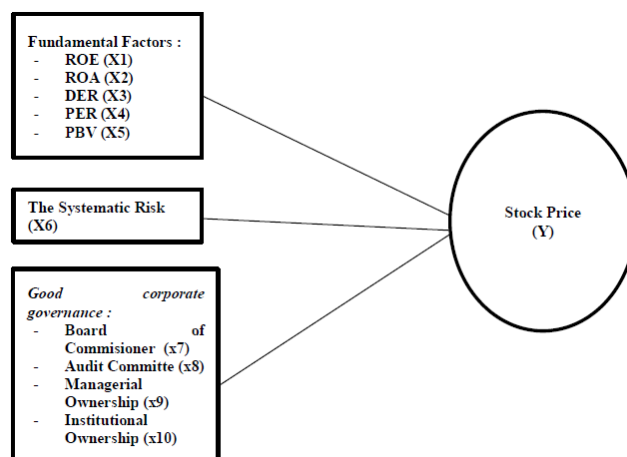 Fundamental Factors :
- ROE (X1)
- ROA (X2)
- DER (X3)
- PER (X4)
- PBV (X5)
The Systematic Risk
(X6)
Good corporate
governance :
- Board of
Commisioner (x7)
- Audit Committe (x8)
- Managerial
Ownership (x9)
- Institutional
Ownership (x10)
Stock Price
(Y)